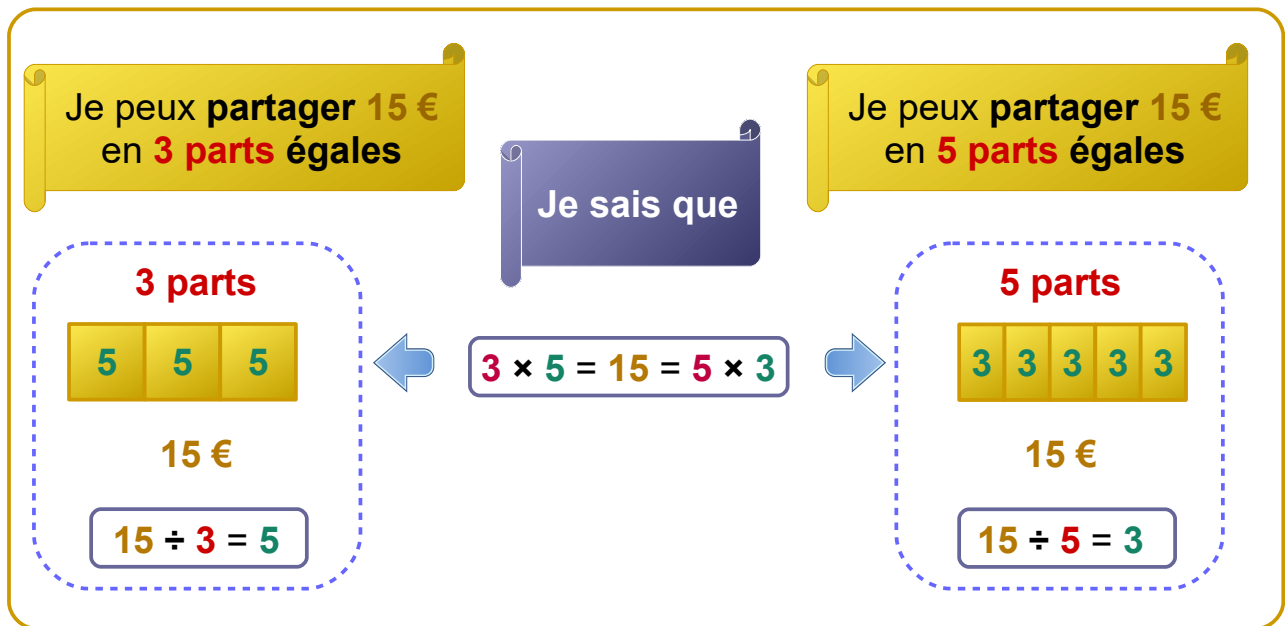 Je peux partager 15 €
en 3 parts égales
Je sais que
Je peux partager 15 €
en 5 parts égales
3 parts
5 5 5
15 €
15 ÷ 3 = 5
3 × 5 = 15 = 5 × 3
5 parts
3 3 3 3 3
15 €
15 ÷ 5 = 3